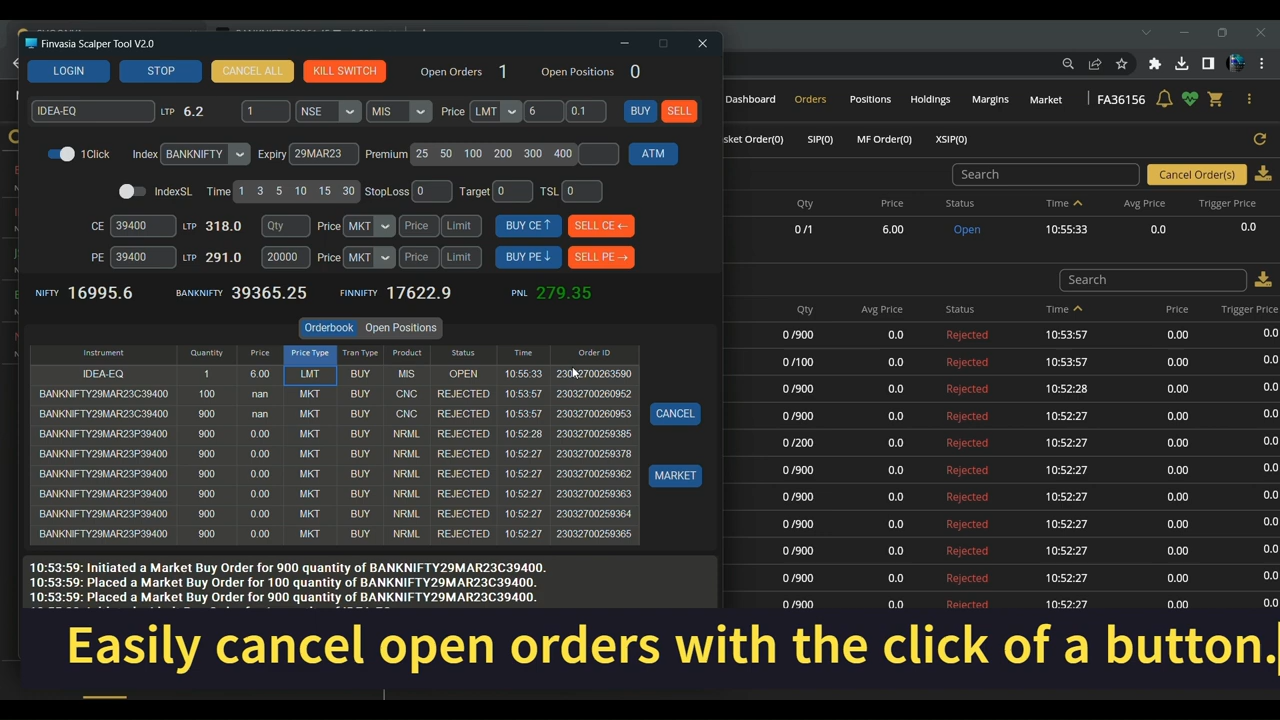 Finvasia Scalper Tool V2.0
LOGIN STOP CANCEL ALL KILL SWITCH Open Orders 1 Open Positions 0
IDEA-EQ LTP 6.2 1 NSE MIS Price LMT 6 0.1 BUY SELL
1Click Index BANKNIFTY Expiry 29MAR23 Premium 25 50 100 200 300 400 ATM
IndexSL Time 1 3 5 10 15 30 StopLoss 0 Target 0 TSL 0
CE 39400 LTP 318.0 Qty Price MKT Price Limit BUY CE↑ SELL CE←
PE 39400 LTP 291.0 20000 Price MKT Price Limit BUY PE↓ SELL PE→
NIFTY 16995.6 BANKNIFTY 39365.25 FINNIFTY 17622.9 PNL 279.35
Orderbook Open Positions
Instrument Quantity Price Price Type Tran Type Product Status Time Order ID
IDEA-EQ 1 6.00 LMT BUY MIS OPEN 10:55:33 23032700263590
BANKNIFTY29MAR23C39400 100 nan MKT BUY CNC REJECTED 10:53:57 23032700260952
BANKNIFTY29MAR23C39400 900 nan MKT BUY CNC REJECTED 10:53:57 23032700260953
BANKNIFTY29MAR23P39400 900 0.00 MKT BUY NRML REJECTED 10:52:28 23032700259385
BANKNIFTY29MAR23P39400 900 0.00 MKT BUY NRML REJECTED 10:52:27 23032700259378
BANKNIFTY29MAR23P39400 900 0.00 MKT BUY NRML REJECTED 10:52:27 23032700259362
BANKNIFTY29MAR23P39400 900 0.00 MKT BUY NRML REJECTED 10:52:27 23032700259363
BANKNIFTY29MAR23P39400 900 0.00 MKT BUY NRML REJECTED 10:52:27 23032700259364
BANKNIFTY29MAR23P39400 900 0.00 MKT BUY NRML REJECTED 10:52:27 23032700259365
CANCEL
MARKET
10:53:59: Initiated a Market Buy Order for 900 quantity of BANKNIFTY29MAR23C39400.
10:53:59: Placed a Market Buy Order for 100 quantity of BANKNIFTY29MAR23C39400.
10:53:59: Placed a Market Buy Order for 900 quantity of BANKNIFTY29MAR23C39400.
Dashboard Orders Positions Holdings Margins Market FA36156
sket Order(0) SIP(0) MF Order(0) XSIP(0)
Search Cancel Order(s)
Qty Price Status Time Avg Price Trigger Price
0 /1 6.00 Open 10:55:33 0.0 0.0
Search
Qty Avg Price Status Time Price Trigger Price
0 /900 0.0 Rejected 10:53:57 0.00 0.0
0 /100 0.0 Rejected 10:53:57 0.00 0.0
0 /900 0.0 Rejected 10:52:28 0.00 0.0
0 /900 0.0 Rejected 10:52:27 0.00 0.0
0 /200 0.0 Rejected 10:52:27 0.00 0.0
0 /900 0.0 Rejected 10:52:27 0.00 0.0
0 /900 0.0 Rejected 10:52:27 0.00 0.0
0 /900 0.0 Rejected 10:52:27 0.00 0.0
0 /900 0.0 Rejected 10:52:27 0.00 0.0
0 /900 0.0 Rejected 10:52:27 0.00 0.0
0 /900 0.0 Rejected 10:52:27 0.00 0.0
Easily cancel open orders with the click of a button.